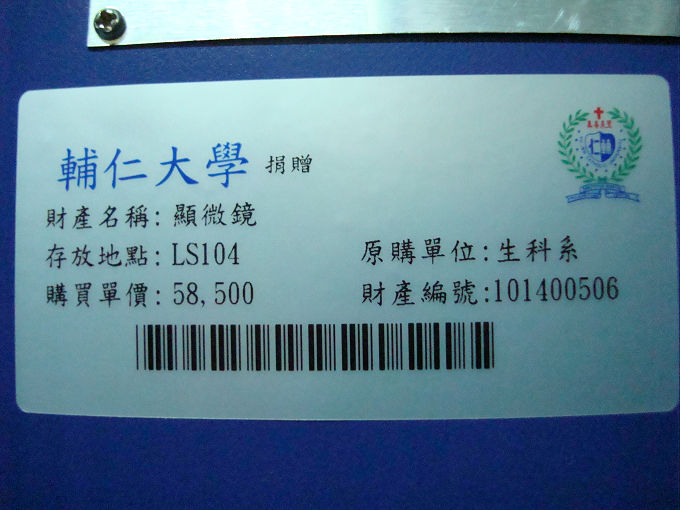 輔仁大學 捐贈
財產名稱: 顯微鏡
存放地點: LS104 原購單位: 生科系
購買單價: 58,500 財產編號:101400506